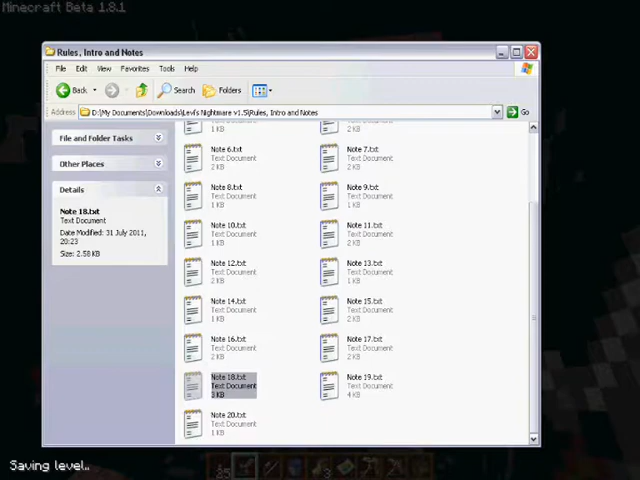 Minecraft Beta 1.8.1
Rules, Intro and Notes
File Edit View Favorites Tools Help
Back Search Folders
Address D:\My Documents\Downloads\Levi's Nightmare v1.5\Rules, Intro and Notes Go
File and Folder Tasks
Other Places
Details
Note 18.txt
Text Document
Date Modified: 31 July 2011,
20:23
Size: 2.58 KB
2 KB 2 KB
Note 6.txt Note 7.txt
Text Document Text Document
2 KB 2 KB
Note 8.txt Note 9.txt
Text Document Text Document
1 KB 1 KB
Note 10.txt Note 11.txt
Text Document Text Document
1 KB 2 KB
Note 12.txt Note 13.txt
Text Document Text Document
2 KB 1 KB
Note 14.txt Note 15.txt
Text Document Text Document
1 KB 2 KB
Note 16.txt Note 17.txt
Text Document Text Document
2 KB 2 KB
Note 18.txt Note 19.txt
Text Document Text Document
3 KB 4 KB
Note 20.txt
Text Document
1 KB
Saving level..